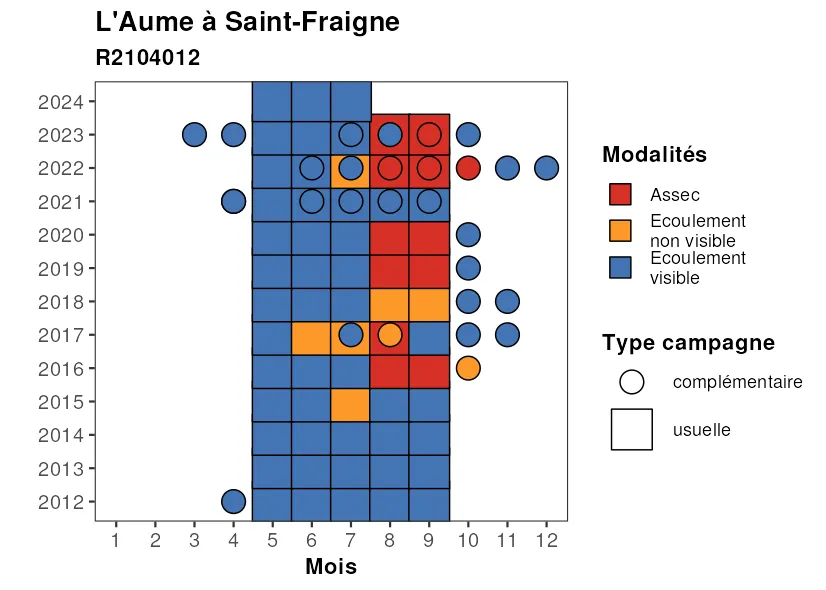 L'Aume à Saint-Fraigne
R2104012
2024
2023
2022
2021
2020
2019
2018
2017
2016
2015
2014
2013
2012
1 2 3 4 5 6 7 8 9 10 11 12
Mois
Modalités
Assec
Ecoulement
non visible
Ecoulement
visible
Type campagne
complémentaire
usuelle